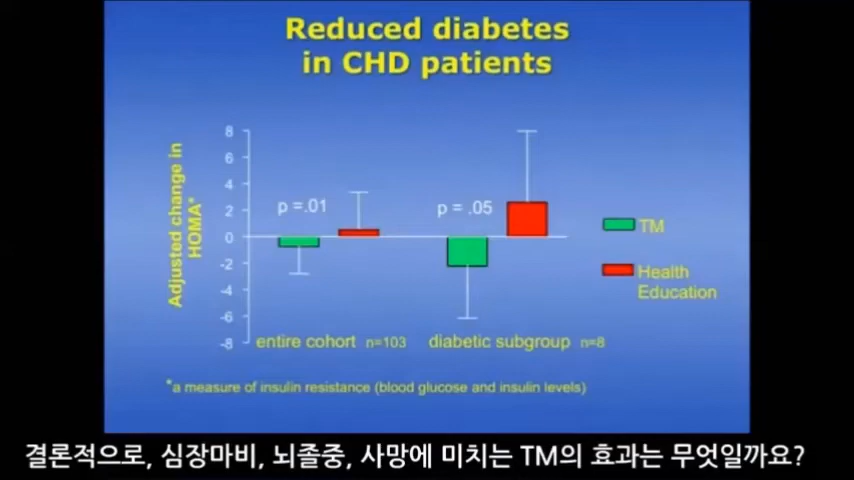 Reduced diabetes
in CHD patients
Adjusted change in
HOMA*
8
6
4
2
0
-2
-4
-6
-8
p =.01
p = .05
TM
Health
Education
entire cohort n=103
diabetic subgroup n=8
*a measure of insulin resistance (blood glucose and insulin levels)
결론적으로, 심장마비, 뇌졸중, 사망에 미치는 TM의 효과는 무엇일까요?